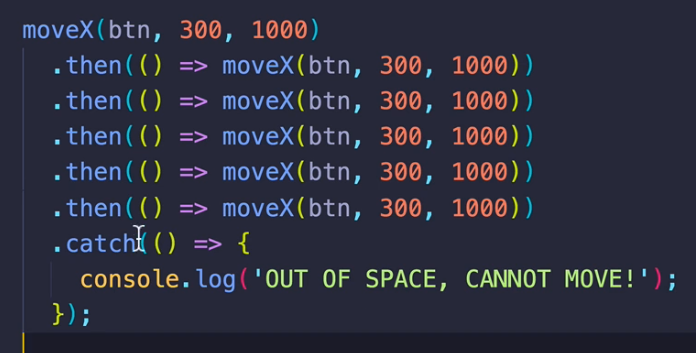 moveX(btn, 300, 1000)
.then(() => moveX(btn, 300, 1000))
.then(() => moveX(btn, 300, 1000))
.then(() => moveX(btn, 300, 1000))
.then(() => moveX(btn, 300, 1000))
.then(() => moveX(btn, 300, 1000))
.catch(() => {
console.log('OUT OF SPACE, CANNOT MOVE!');
});